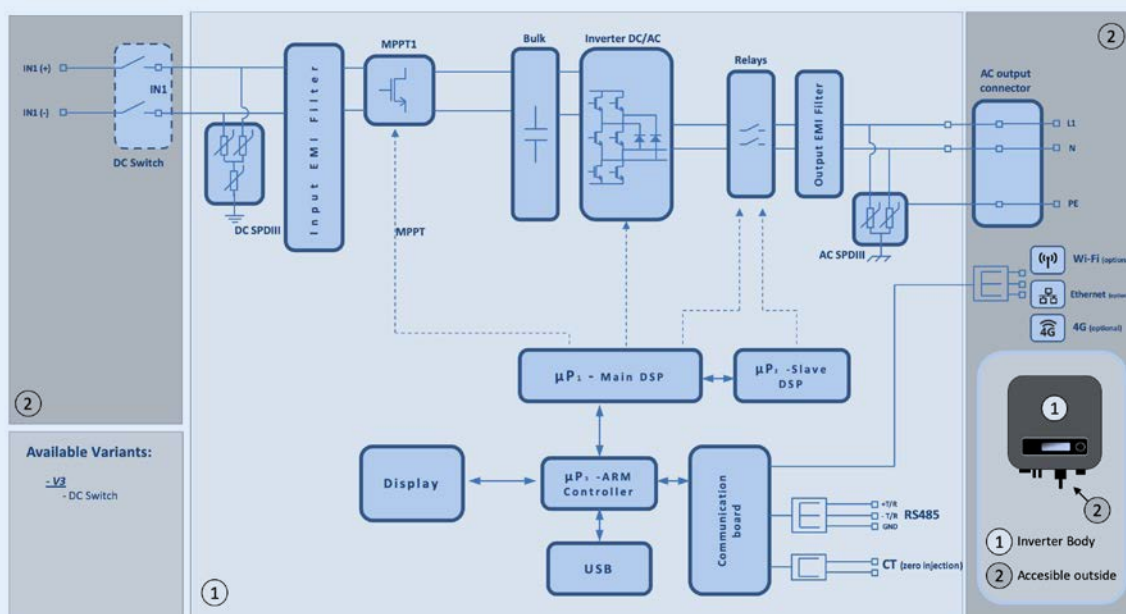 2
IN1 (+)
IN1 (-)
IN1
DC Switch
DC SPDIII
Input EMI Filter
MPPT1
MPPT
Bulk
Inverter DC/AC
Relays
Output EMI Filter
AC SPDIII
2
AC output
connector
L1
N
PE
Wi-Fi
Ethernet
4G
4G (optional)
μP₁ - Main DSP
-Slave
DSP
Display
-ARM
Controller
USB
Communication
board
+T/R
- T/R
GND
RS485
CT (zero injection)
1
Available Variants:
- V3
- DC Switch
1
2
1 Inverter Body
2 Accesible outside